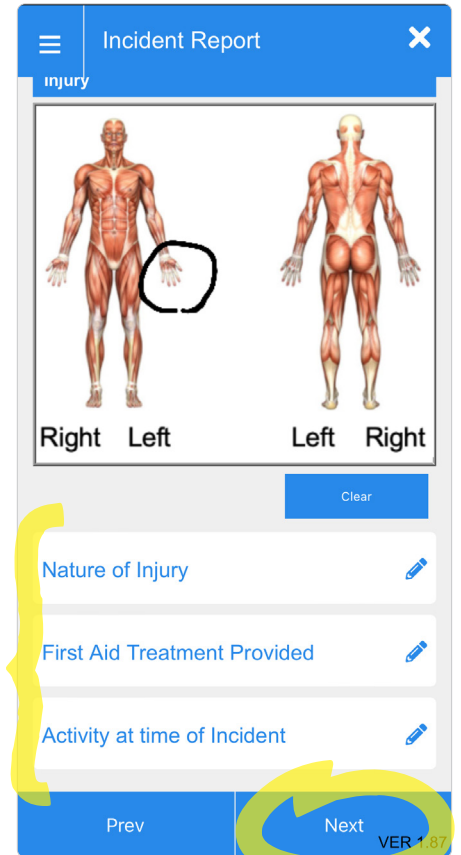 Incident Report
Injury
Right Left Left Right
Clear
Nature of Injury
First Aid Treatment Provided
Activity at time of Incident
Prev Next
VER 1.87